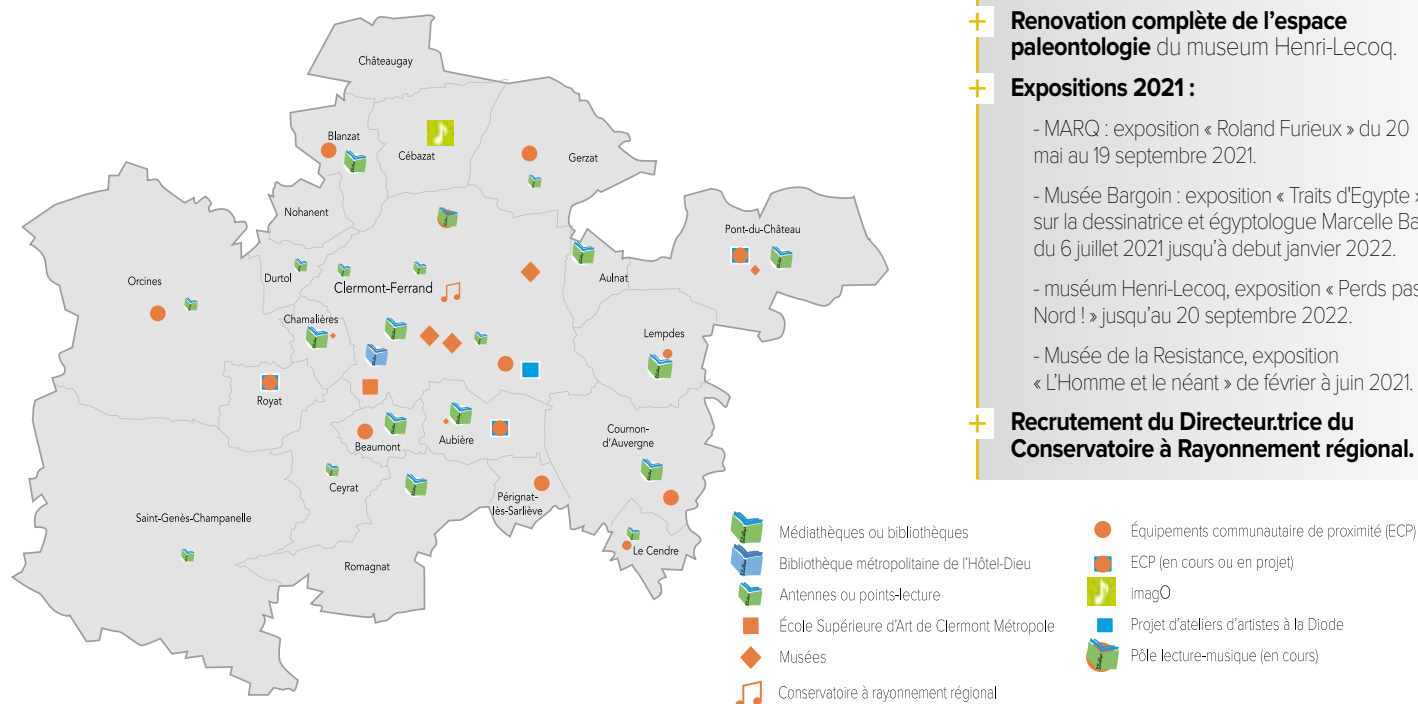 Châteaugay
Blanzat
Cébazat
Gerzat
Nohanent
Pont-du-Château
Orcines
Durtol
Aulnat
Clermont-Ferrand
Chamalières
Lempdes
Royat
Beaumont
Aubière
Cournon-
d'Auvergne
Ceyrat
Pérignat-
lès-Sarliève
Saint-Genès-Champanelle
Romagnat
Le Cendre
Médiathèques ou bibliothèques
Bibliothèque métropolitaine de l'Hôtel-Dieu
Antennes ou points-lecture
École Supérieure d'Art de Clermont Métropole
Musées
Conservatoire à rayonnement régional
Équipements communautaire de proximité (ECP)
ECP (en cours ou en projet)
imagO
Projet d'ateliers d'artistes à la Diode
Pôle lecture-musique (en cours)
+ Renovation complète de l'espace
paleontologie du museum Henri-Lecoq.
+ Expositions 2021 :
- MARQ : exposition « Roland Furieux » du 20
mai au 19 septembre 2021.
- Musée Bargoin : exposition « Traits d'Egypte »
sur la dessinatrice et égyptologue Marcelle
du 6 juillet 2021 jusqu'à debut janvier 2022.
- muséum Henri-Lecoq, exposition « Perds pas
Nord ! » jusqu'au 20 septembre 2022.
- Musée de la Resistance, exposition
« L'Homme et le néant » de février à juin 2021.
+ Recrutement du Directeur.trice du
Conservatoire à Rayonnement régional.